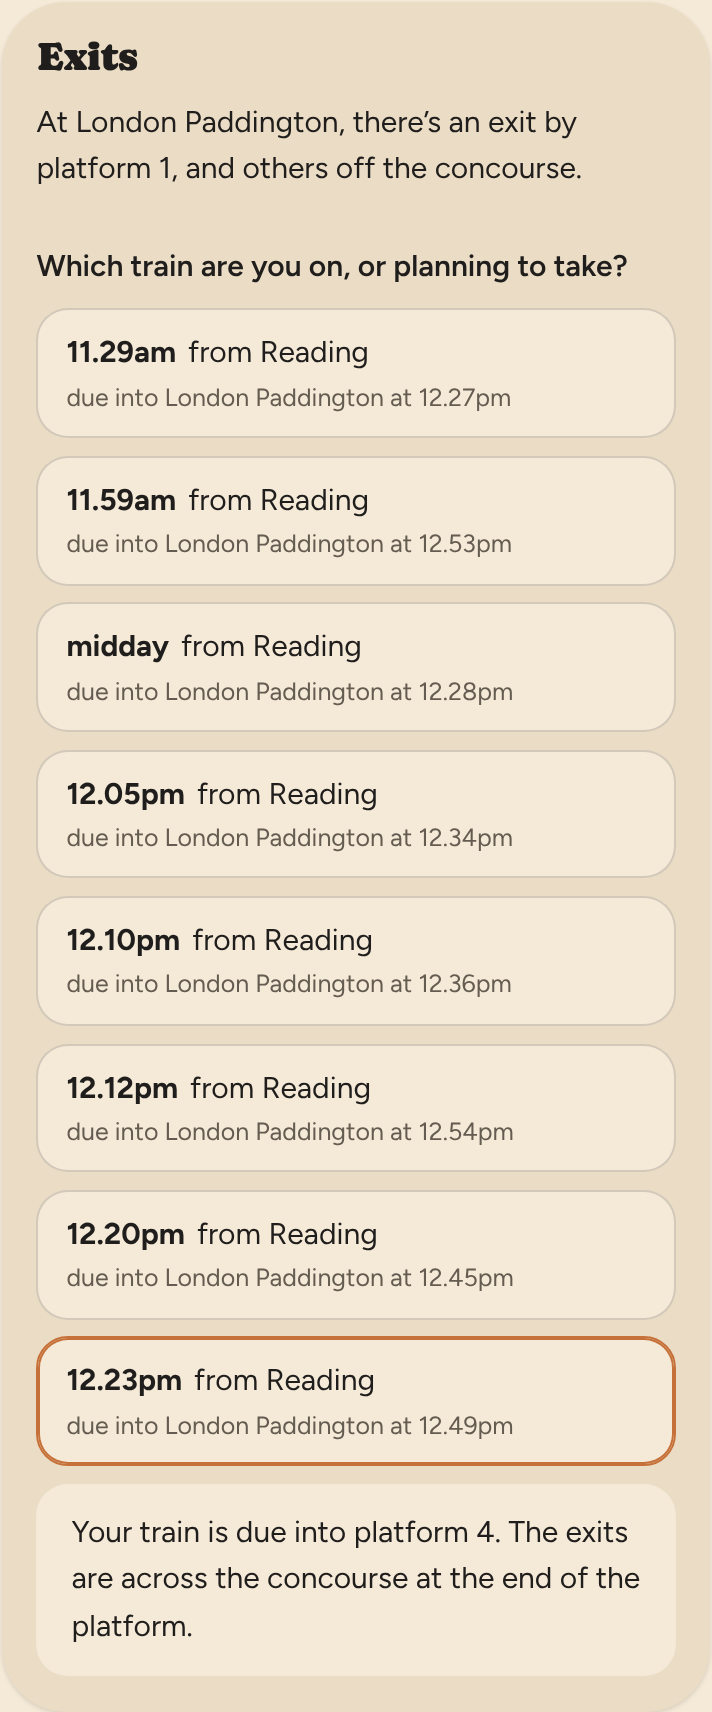 Exits
At London Paddington, there’s an exit by
platform 1, and others off the concourse.
Which train are you on, or planning to take?
11.29am from Reading
due into London Paddington at 12.27pm
11.59am from Reading
due into London Paddington at 12.53pm
midday from Reading
due into London Paddington at 12.28pm
12.05pm from Reading
due into London Paddington at 12.34pm
12.10pm from Reading
due into London Paddington at 12.36pm
12.12pm from Reading
due into London Paddington at 12.54pm
12.20pm from Reading
due into London Paddington at 12.45pm
12.23pm from Reading
due into London Paddington at 12.49pm
Your train is due into platform 4. The exits
are across the concourse at the end of the
platform.